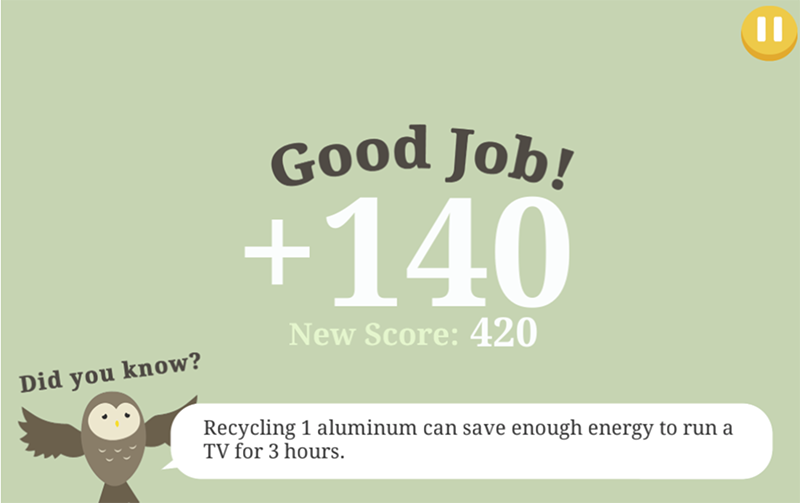 Good Job!
+140
New Score: 420
Did you know?
Recycling 1 aluminum can save enough energy to run a
TV for 3 hours.